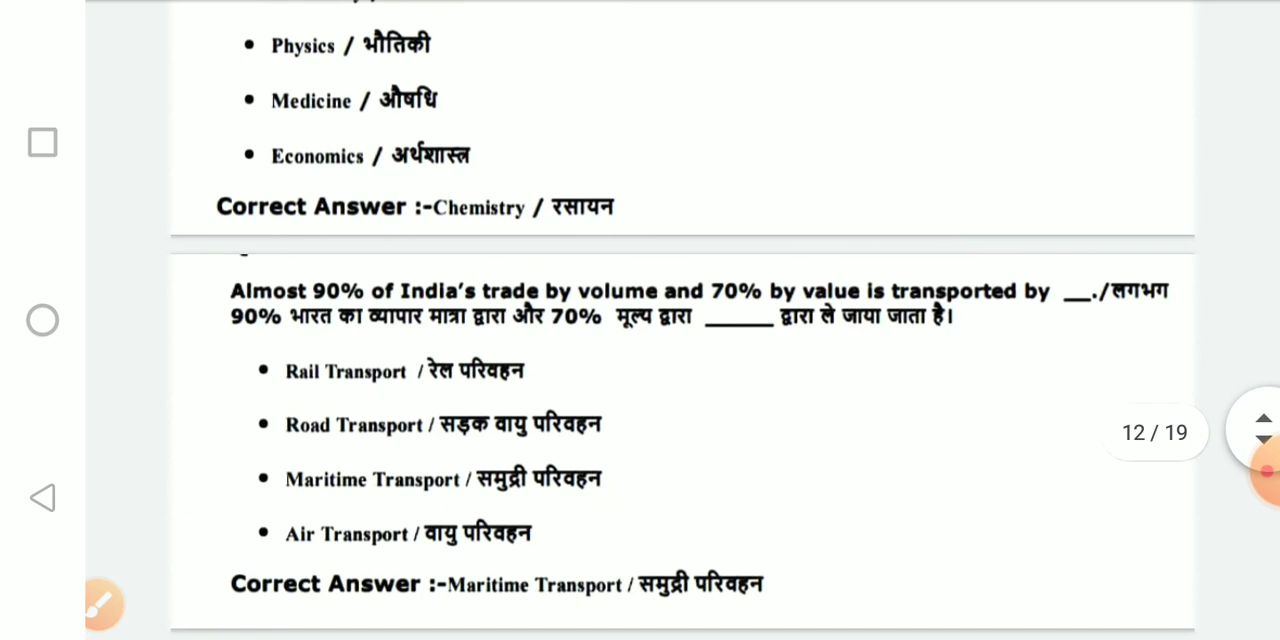 Physics / भौतिकी
Medicine / औषधि
Economics / अर्थशास्त्र
Correct Answer :-Chemistry / रसायन
Almost 90% of India's trade by volume and 70% by value is transported by __./लगभग
90% भारत का व्यापार मात्रा द्वारा और 70% मूल्य द्वारा ______ द्वारा ले जाया जाता है।
Rail Transport / रेल परिवहन
Road Transport / सड़क वायु परिवहन
Maritime Transport / समुद्री परिवहन
Air Transport / वायु परिवहन
Correct Answer :-Maritime Transport / समुद्री परिवहन
12 / 19